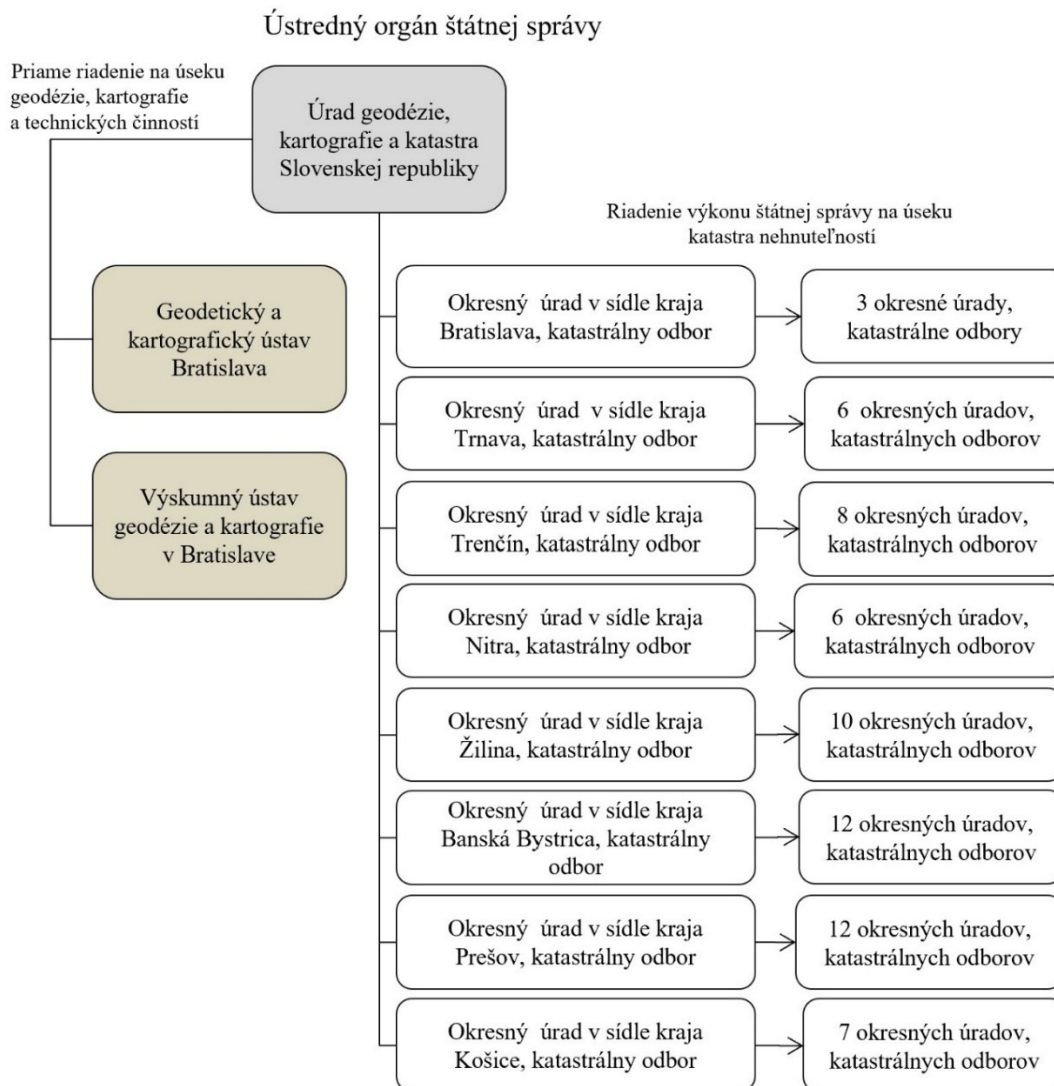 Ústredný orgán štátnej správy
Priame riadenie na úseku
geodézie, kartografie
a technických činností
Úrad geodézie,
kartografie a katastra
Slovenskej republiky
Riadenie výkonu štátnej správy na úseku
katastra nehnuteľností
Geodetický a
kartografický ústav
Bratislava
Výskumný ústav
geodézie a kartografie
v Bratislave
Okresný úrad v sídle kraja
Bratislava, katastrálny odbor
3 okresné úrady,
katastrálne odbory
Okresný úrad v sídle kraja
Trnava, katastrálny odbor
6 okresných úradov,
katastrálnych odborov
Okresný úrad v sídle kraja
Trenčín, katastrálny odbor
8 okresných úradov,
katastrálnych odborov
Okresný úrad v sídle kraja
Nitra, katastrálny odbor
6 okresných úradov,
katastrálnych odborov
Okresný úrad v sídle kraja
Žilina, katastrálny odbor
10 okresných úradov,
katastrálnych odborov
Okresný úrad v sídle kraja
Banská Bystrica, katastrálny
odbor
12 okresných úradov,
katastrálnych odborov
Okresný úrad v sídle kraja
Prešov, katastrálny odbor
12 okresných úradov,
katastrálnych odborov
Okresný úrad v sídle kraja
Košice, katastrálny odbor
7 okresných úradov,
katastrálnych odborov